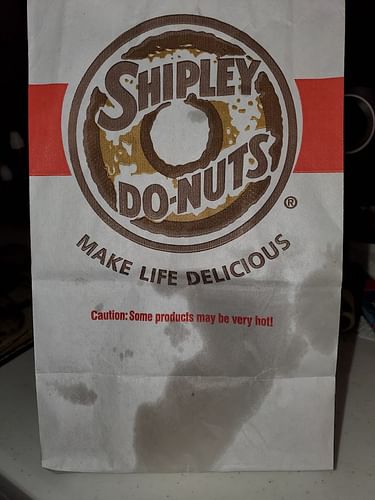 SHIPLEY
DO-NUTS
®
MAKE LIFE DELICIOUS
Caution: Some products may be very hot!